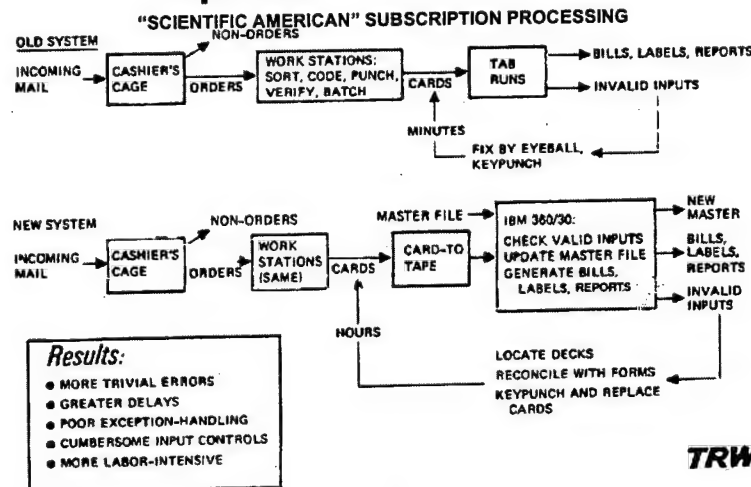 "SCIENTIFIC AMERICAN" SUBSCRIPTION PROCESSING
OLD SYSTEM
NON-ORDERS
INCOMING
MAIL
CASHIER'S
CAGE
ORDERS
WORK STATIONS:
SORT, CODE, PUNCH,
VERIFY, BATCH
CARDS
TAB
RUNS
BILLS, LABELS, REPORTS
INVALID INPUTS
MINUTES
FIX BY EYEBALL,
KEYPUNCH
NEW SYSTEM
NON-ORDERS
INCOMING
MAIL
CASHIER'S
CAGE
ORDERS
WORK
STATIONS
(SAME)
CARDS
MASTER FILE
CARD-TO
TAPE
IBM 360/30:
CHECK VALID INPUTS
UPDATE MASTER FILE
GENERATE BILLS,
LABELS, REPORTS
NEW
MASTER
BILLS,
LABELS,
REPORTS
INVALID
INPUTS
HOURS
LOCATE DECKS
RECONCILE WITH FORMS
KEYPUNCH AND REPLACE
CARDS
Results:
● MORE TRIVIAL ERRORS
● GREATER DELAYS
● POOR EXCEPTION-HANDLING
● CUMBERSOME INPUT CONTROLS
● MORE LABOR-INTENSIVE
TRW